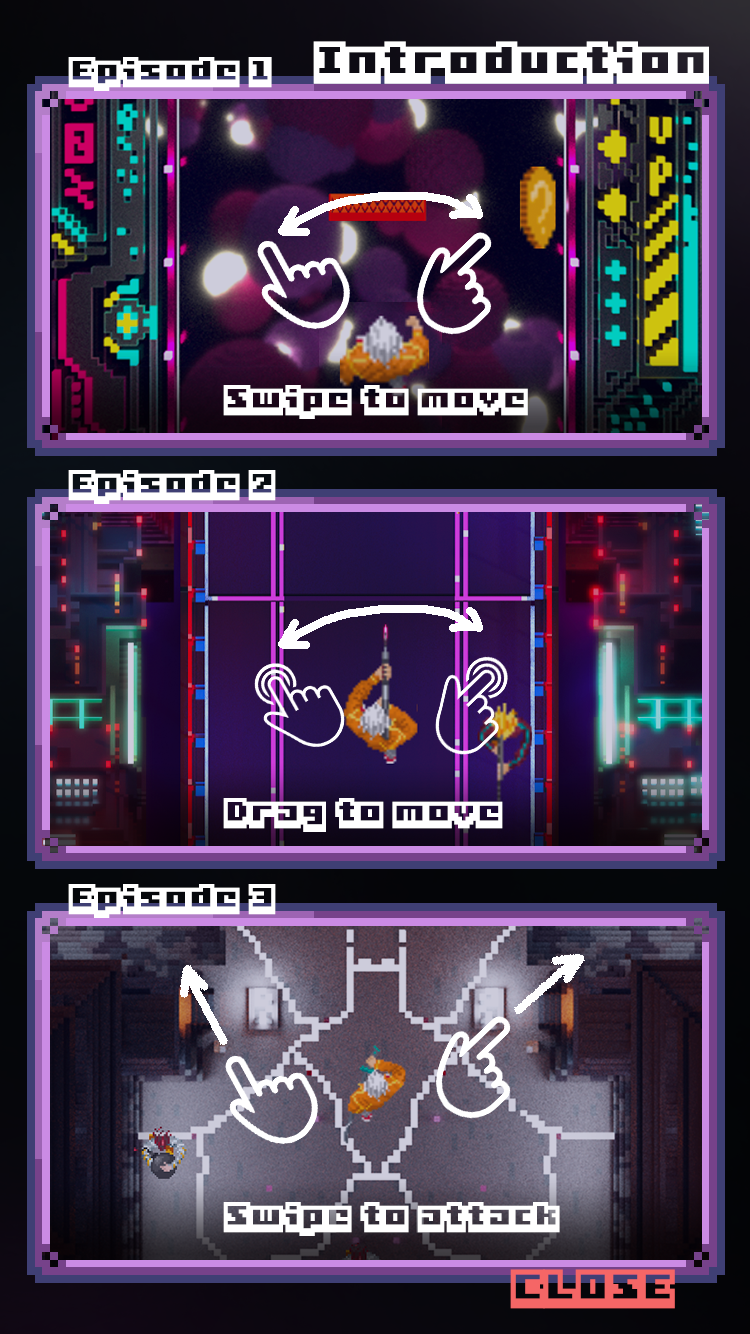 Episode 1
Introduction
Swipe to move
Episode 2
Drag to move
Episode 3
Swipe to attack
CLOSE